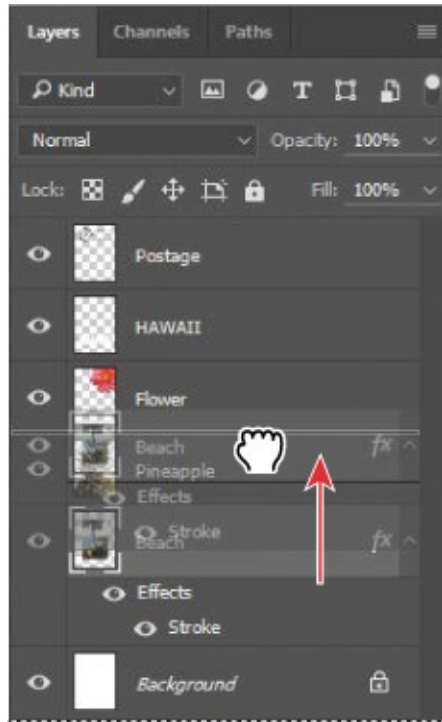 Layers Channels Paths
Kind
Normal Opacity: 100%
Lock: Fill: 100%
Postage
HAWAII
Flower
Beach fx
Pineapple
Effects
Stroke
Beach fx
Effects
Stroke
Background